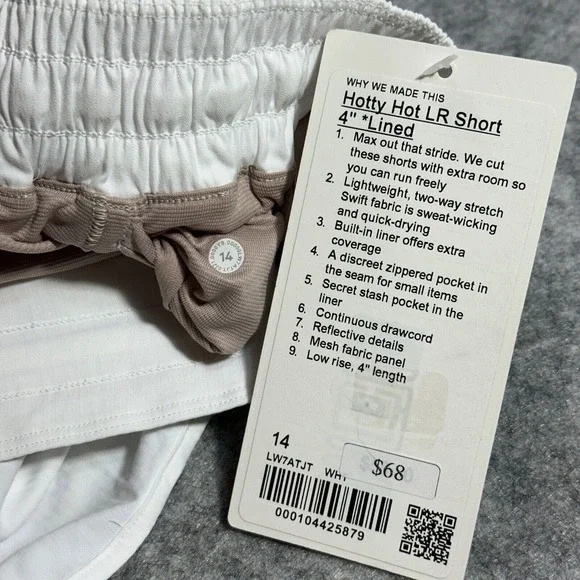 WHY WE MADE THIS
Hotty Hot LR Short
4" *Lined
1. Max out that stride. We cut
these shorts with extra room so
you can run freely
2. Lightweight, two-way stretch
Swift fabric is sweat-wicking
and quick-drying
3. Built-in liner offers extra
coverage
4. A discreet zippered pocket in
the seam for small items
5. Secret stash pocket in the
liner
6. Continuous drawcord
7. Reflective details
8. Mesh fabric panel
9. Low rise, 4" length
14
LW7ATJT WHT
$68
000104425879
14